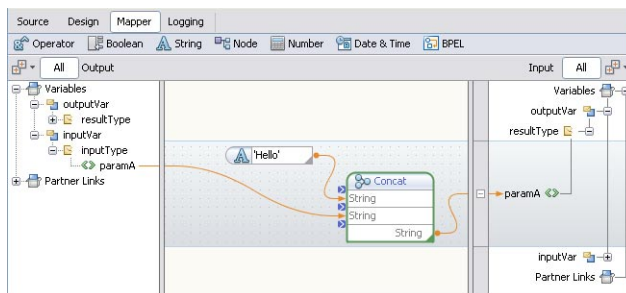 Source Design Mapper Logging
Operator Boolean String Node Number Date & Time BPEL
All Output Input All
Variables
outputVar
resultType
inputVar
inputType
paramA
Partner Links
'Hello'
Concat
String
String
String
Variables
outputVar
resultType
paramA
inputVar
Partner Links